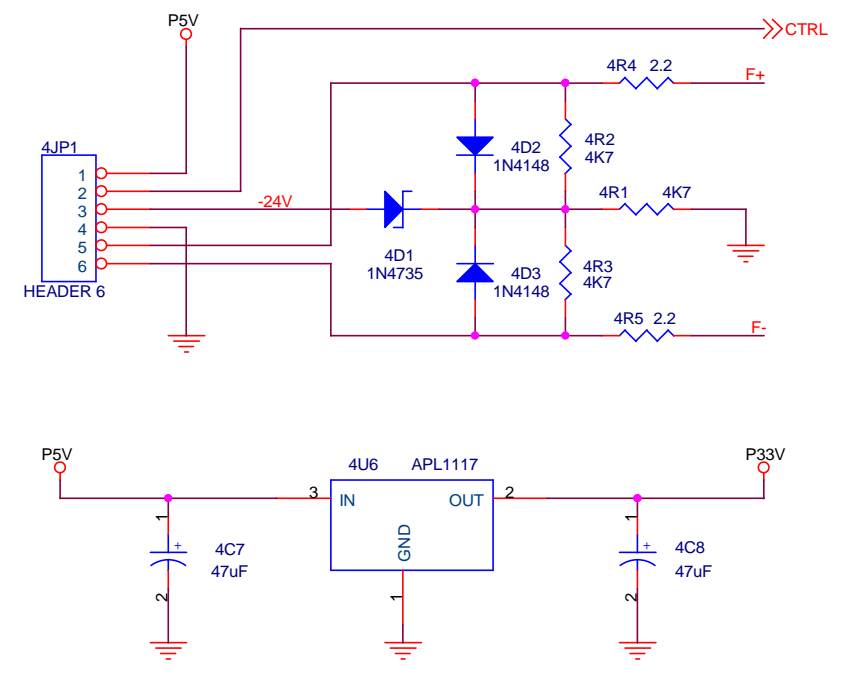 P5V
CTRL
4R4 2.2
F+
4JP1
4D2
1N4148
4R2
4K7
1
2
3
4
5
6
-24V
4R1 4K7
4D1
1N4735
4D3
1N4148
4R3
4K7
HEADER 6
4R5 2.2
F-
P5V
4U6 APL1117
P33V
3
IN
OUT
2
1
+
4C7
47uF
2
GND
1
1
+
4C8
47uF
2